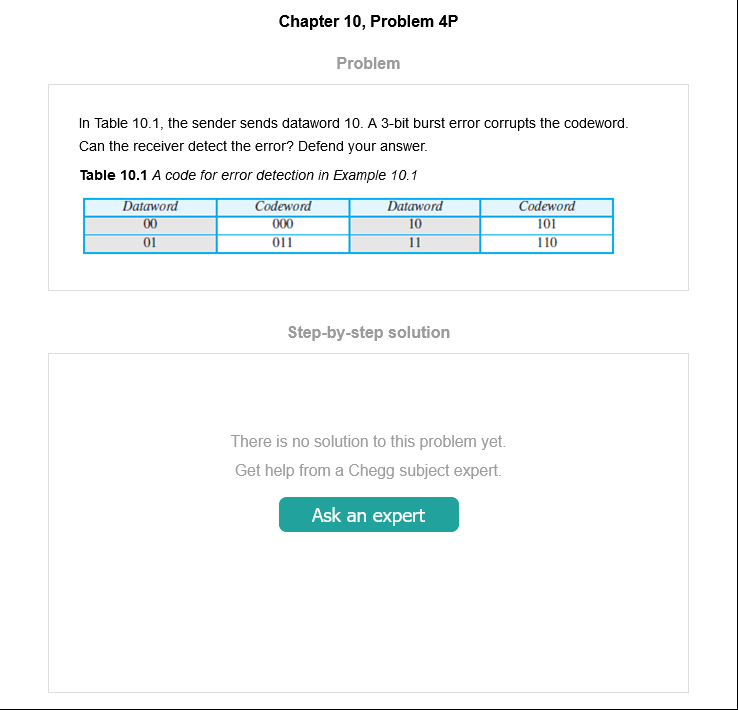 Chapter 10, Problem 4P
Problem
In Table 10.1, the sender sends dataword 10. A 3-bit burst error corrupts the codeword.
Can the receiver detect the error? Defend your answer.
Table 10.1 A code for error detection in Example 10.1
Dataword Codeword Dataword Codeword
00 000 10 101
01 011 11 110
Step-by-step solution
There is no solution to this problem yet.
Get help from a Chegg subject expert.
Ask an expert